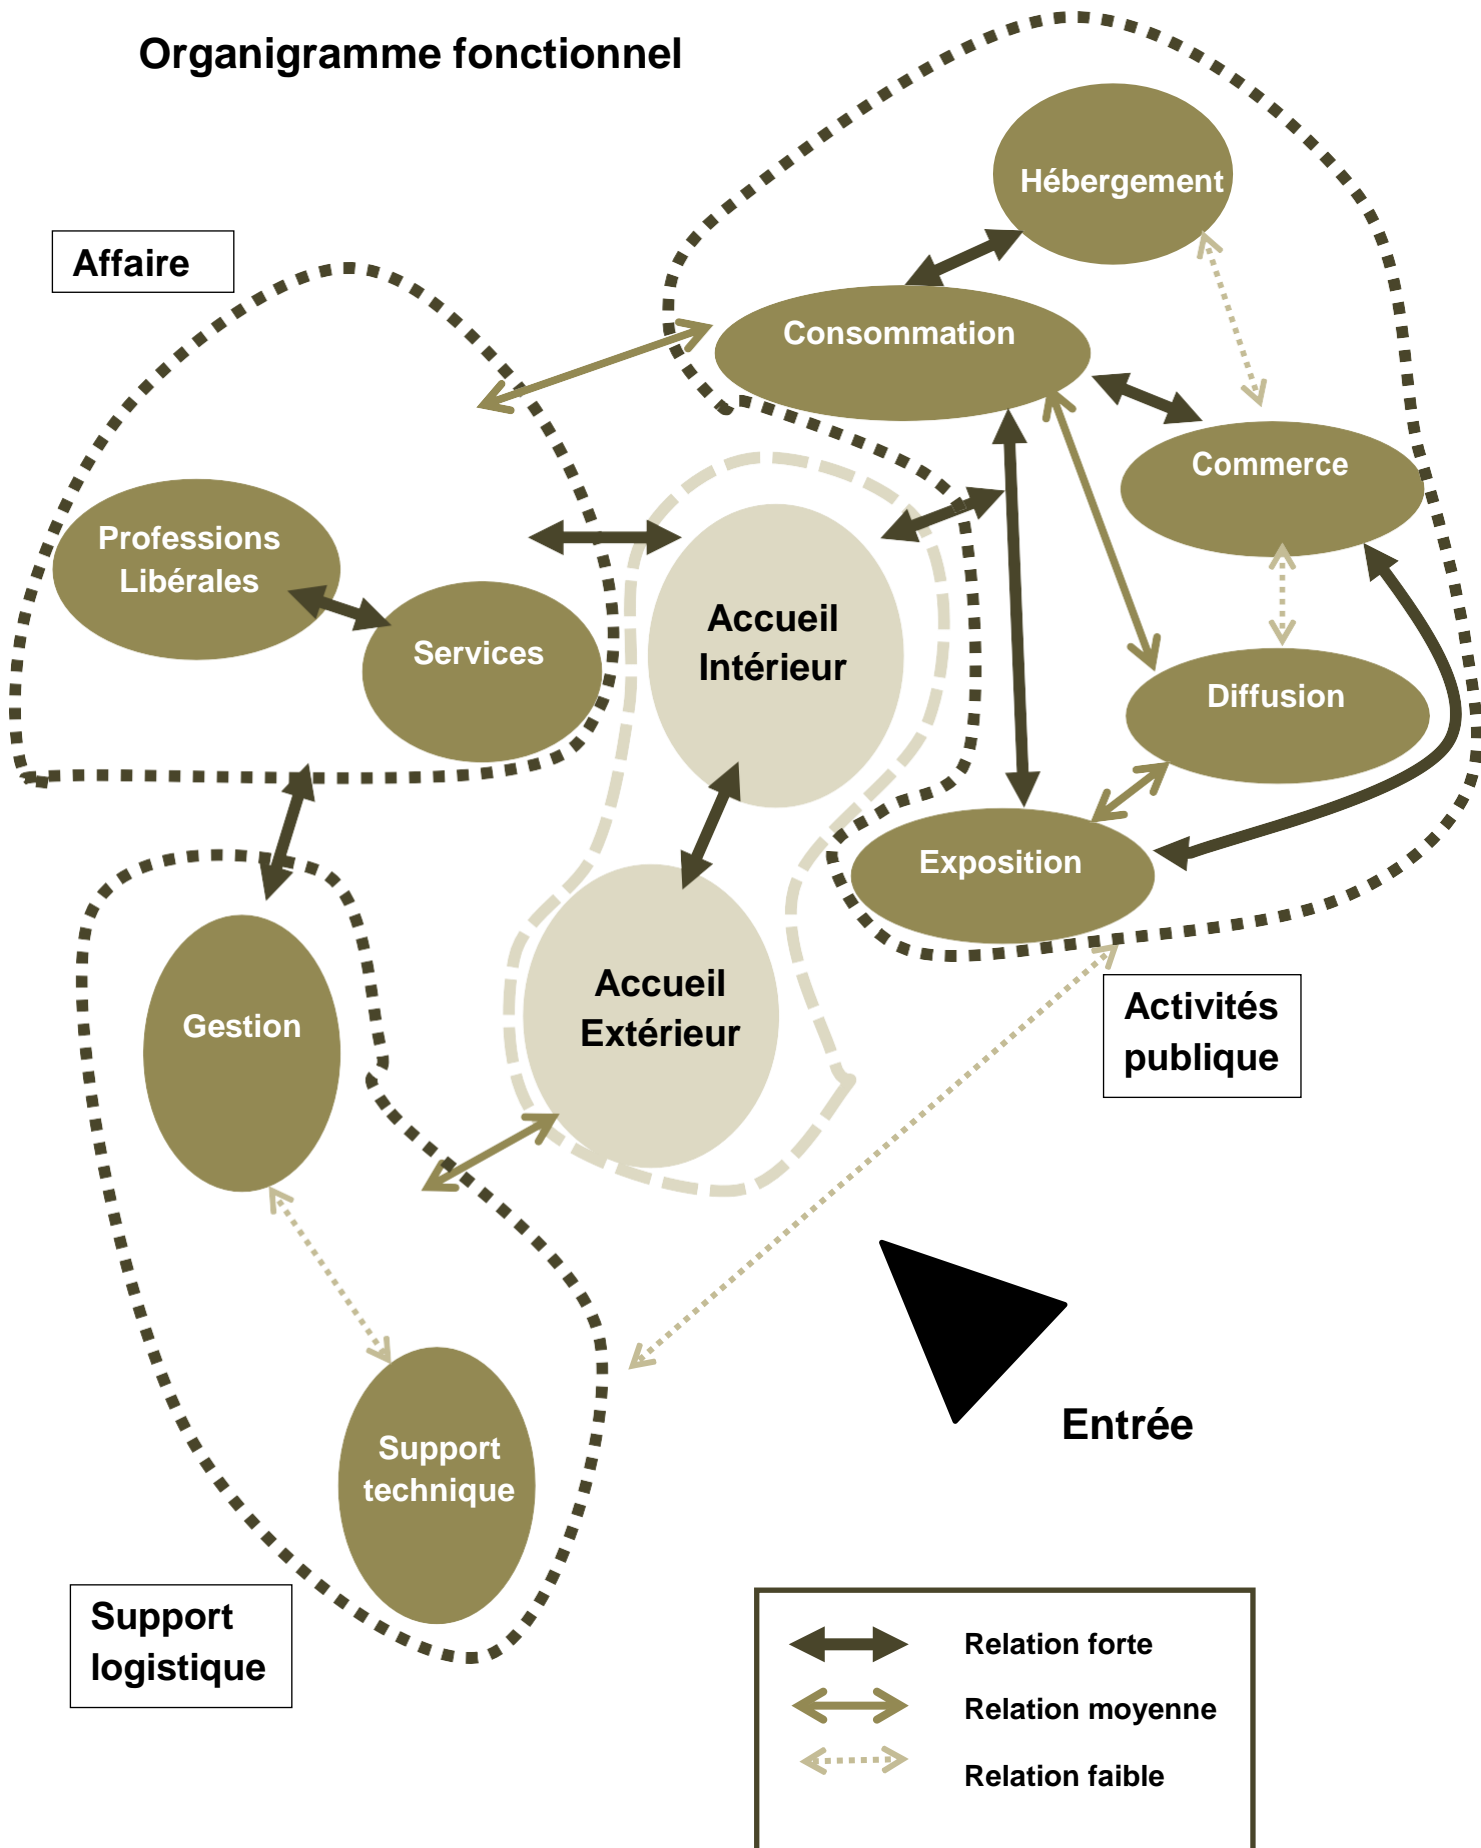 Organigramme fonctionnel
Hébergement
Affaire
Consommation
Commerce
Professions
Libérales
Services
Accueil
Intérieur
Diffusion
Exposition
Accueil
Extérieur
Gestion
Activités
publique
Entrée
Support
technique
Support
logistique
Relation forte
Relation moyenne
Relation faible